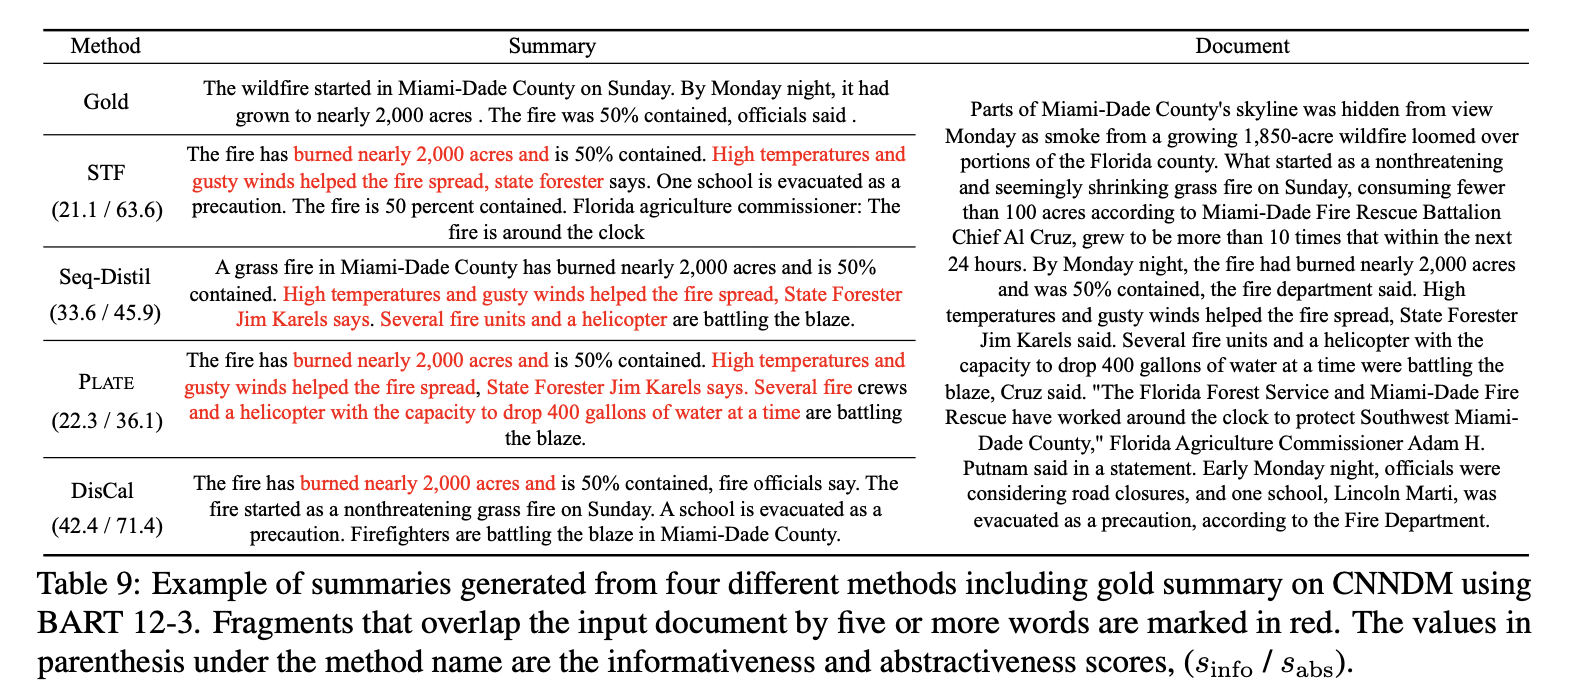 Method Summary Document
Gold
The wildfire started in Miami-Dade County on Sunday. By Monday night, it had
grown to nearly 2,000 acres . The fire was 50% contained, officials said .
STF
(21.1 / 63.6)
The fire has burned nearly 2,000 acres and is 50% contained. High temperatures and
gusty winds helped the fire spread, state forester says. One school is evacuated as a
precaution. The fire is 50 percent contained. Florida agriculture commissioner: The
fire is around the clock
Seq-Distil
(33.6 / 45.9)
A grass fire in Miami-Dade County has burned nearly 2,000 acres and is 50%
contained. High temperatures and gusty winds helped the fire spread, State Forester
Jim Karels says. Several fire units and a helicopter are battling the blaze.
PLATE
(22.3 / 36.1)
The fire has burned nearly 2,000 acres and is 50% contained. High temperatures and
gusty winds helped the fire spread, State Forester Jim Karels says. Several fire crews
and a helicopter with the capacity to drop 400 gallons of water at a time are battling
the blaze.
DisCal
(42.4 / 71.4)
The fire has burned nearly 2,000 acres and is 50% contained, fire officials say. The
fire started as a nonthreatening grass fire on Sunday. A school is evacuated as a
precaution. Firefighters are battling the blaze in Miami-Dade County.
Parts of Miami-Dade County's skyline was hidden from view
Monday as smoke from a growing 1,850-acre wildfire loomed over
portions of the Florida county. What started as a nonthreatening
and seemingly shrinking grass fire on Sunday, consuming fewer
than 100 acres according to Miami-Dade Fire Rescue Battalion
Chief Al Cruz, grew to be more than 10 times that within the next
24 hours. By Monday night, the fire had burned nearly 2,000 acres
and was 50% contained, the fire department said. High
temperatures and gusty winds helped the fire spread, State Forester
Jim Karels said. Several fire units and a helicopter with the
capacity to drop 400 gallons of water at a time were battling the
blaze, Cruz said. "The Florida Forest Service and Miami-Dade Fire
Rescue have worked around the clock to protect Southwest Miami-
Dade County," Florida Agriculture Commissioner Adam H.
Putnam said in a statement. Early Monday night, officials were
considering road closures, and one school, Lincoln Marti, was
evacuated as a precaution, according to the Fire Department.
Table 9: Example of summaries generated from four different methods including gold summary on CNNDM using
BART 12-3. Fragments that overlap the input document by five or more words are marked in red. The values in
parenthesis under the method name are the informativeness and abstractiveness scores, (s_info / s_abs).